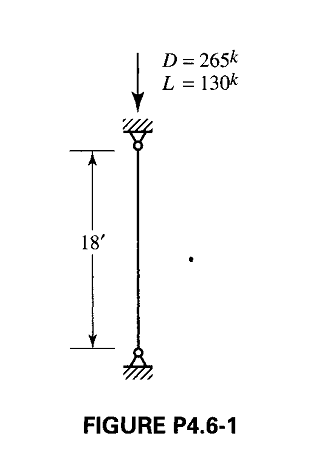 D = 265k
L = 130k
18′
FIGURE P4.6-1